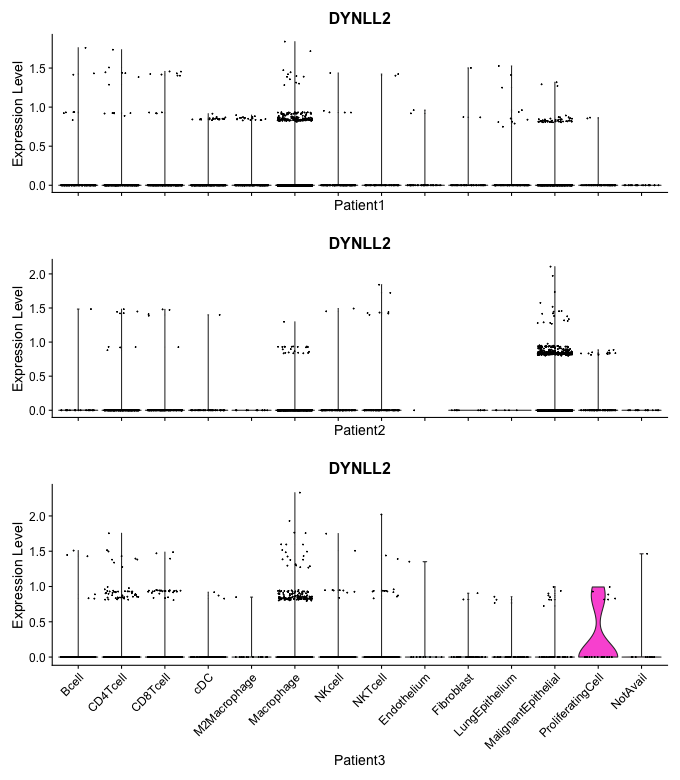 DYNLL2
Expression Level
1.5
1.0
0.5
0.0
Patient1
DYNLL2
Expression Level
2.0
1.5
1.0
0.5
0.0
Patient2
DYNLL2
Expression Level
2.0
1.5
1.0
0.5
0.0
Bcell
CD4Tcell
CD8Tcell
cDC
M2Macrophage
Macrophage
NKcell
NKTcell
Endothelium
Fibroblast
LungEpithelium
MalignantEpithelial
ProliferatingCell
NotAvail
Patient3